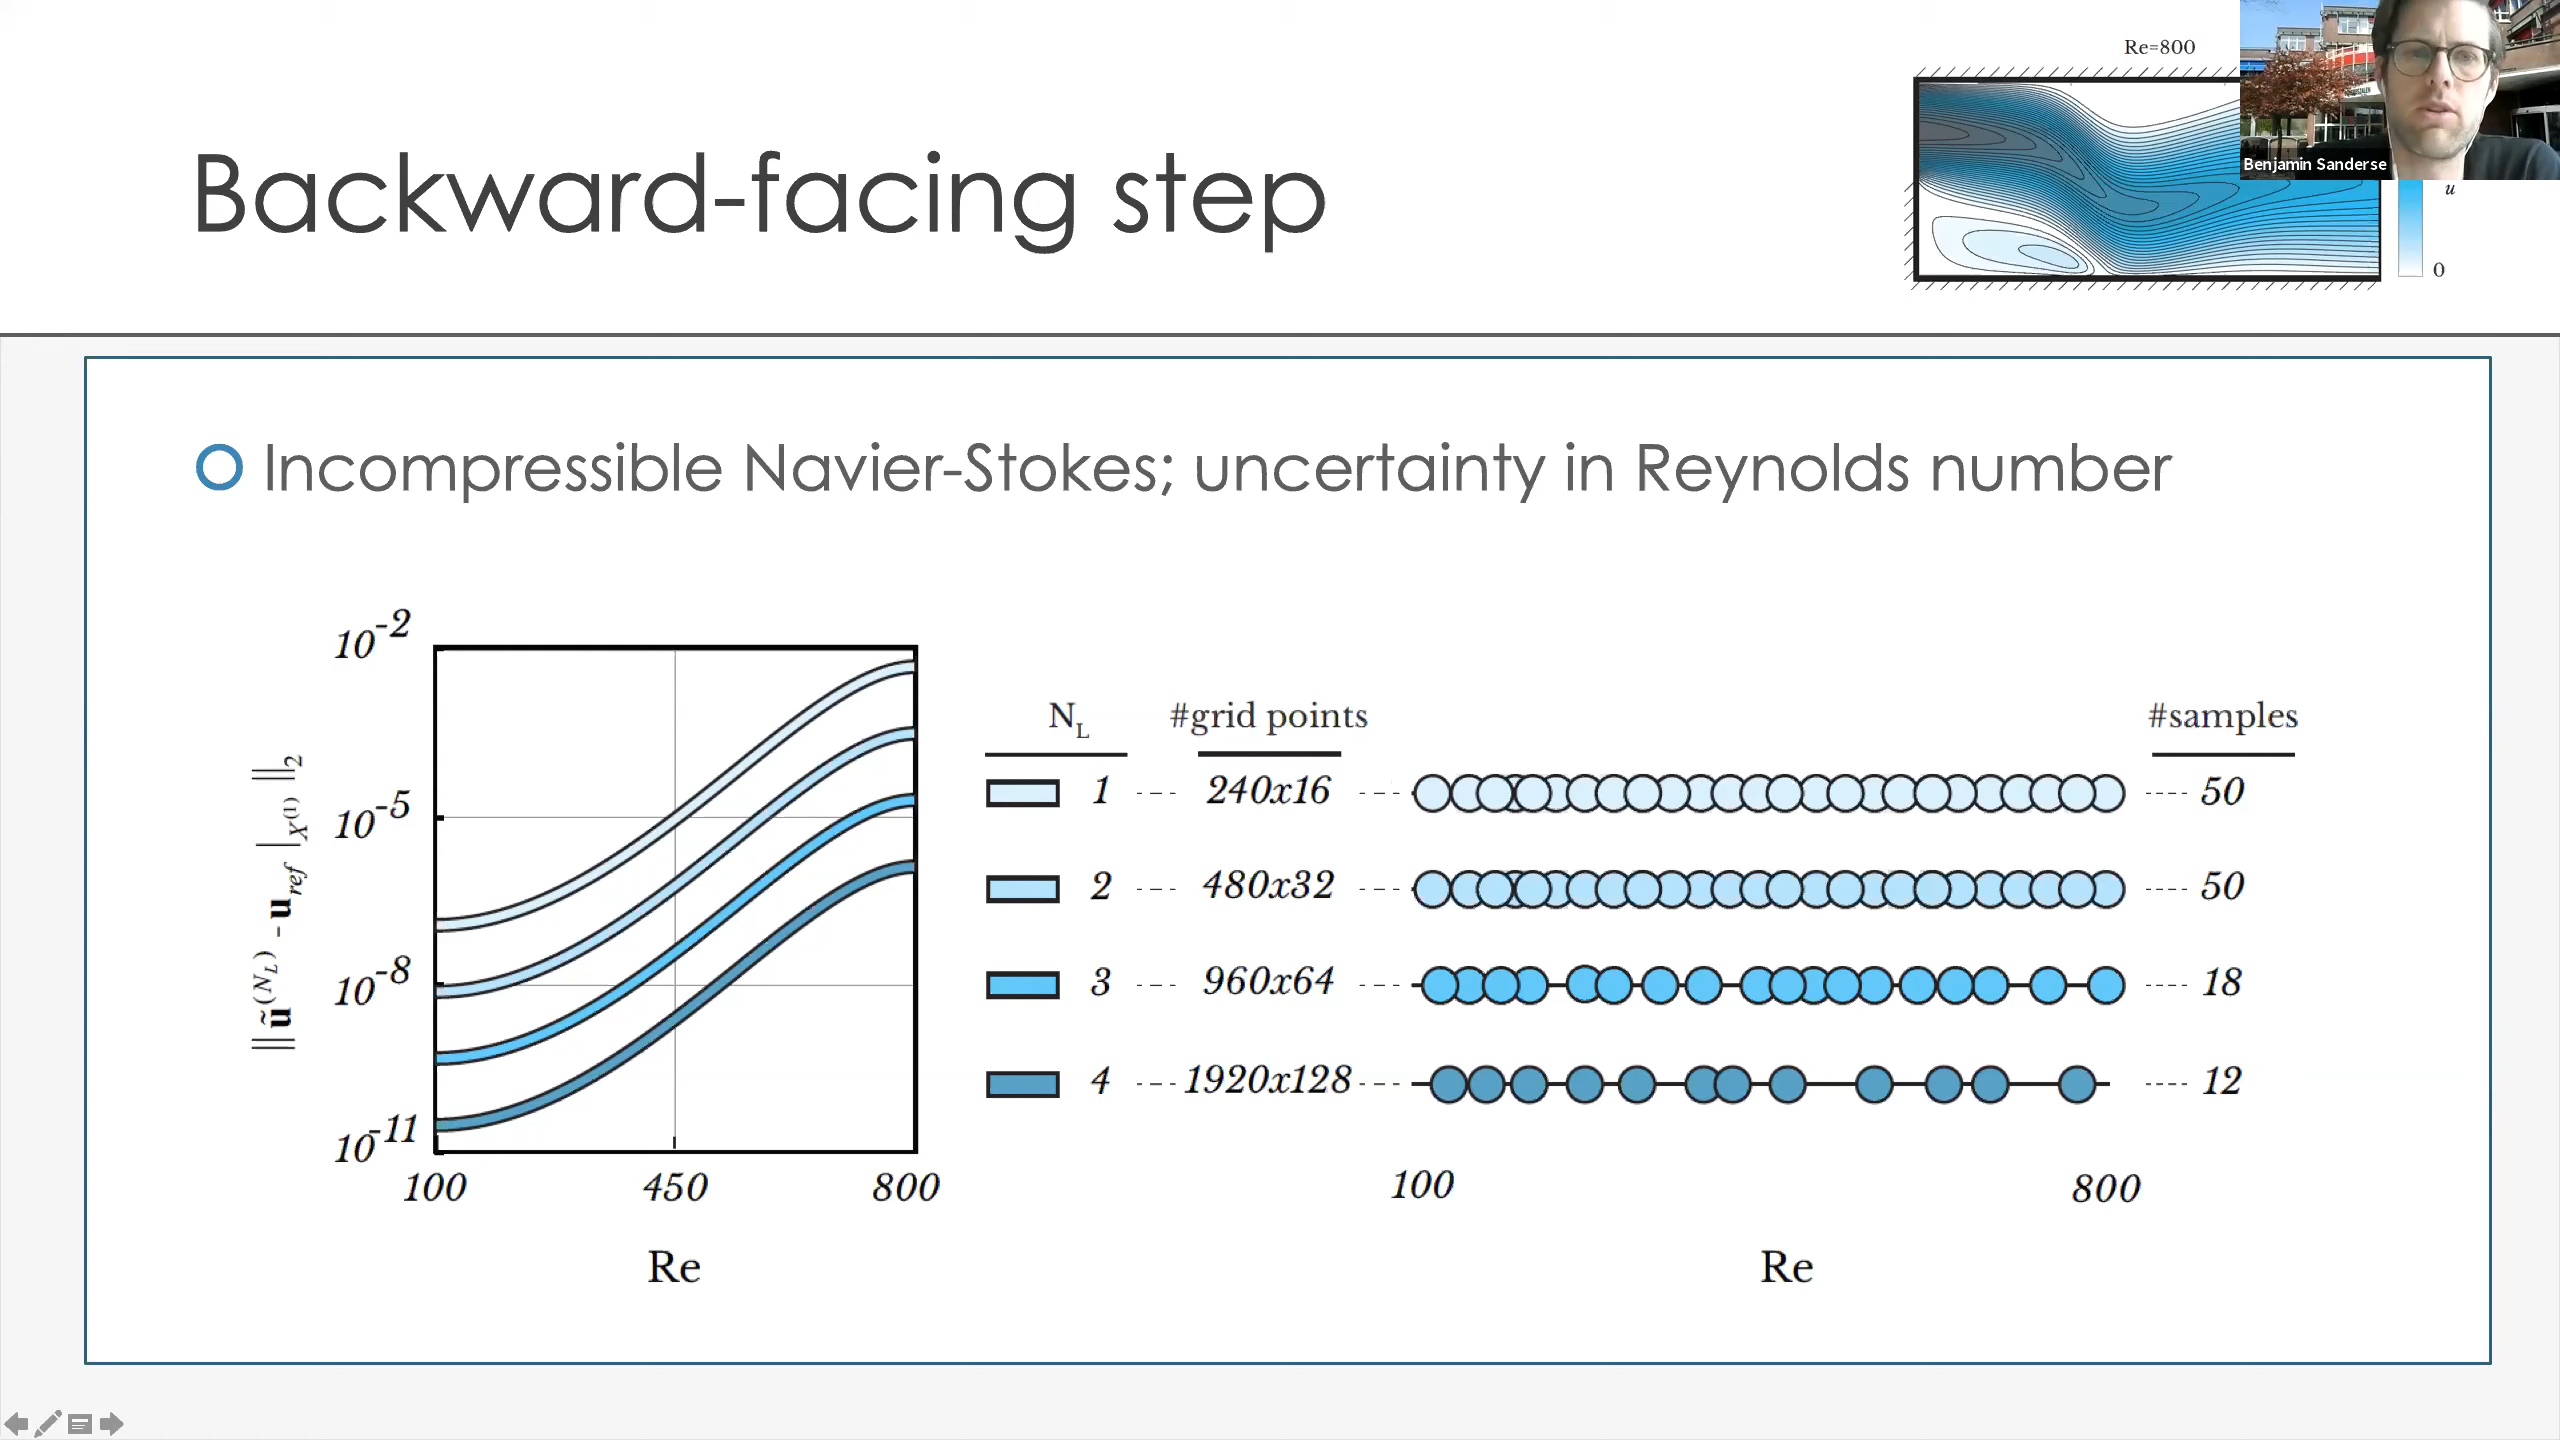 Re=800
Benjamin Sanderse
u
0
Backward-facing step
Incompressible Navier-Stokes; uncertainty in Reynolds number
10^-2
10^-5
10^-8
10^-11
|| ũ^(N_L) - u_ref |_X^(1) ||_2
100 450 800
Re
N_L #grid points #samples
1 240x16 50
2 480x32 50
3 960x64 18
4 1920x128 12
100 800
Re